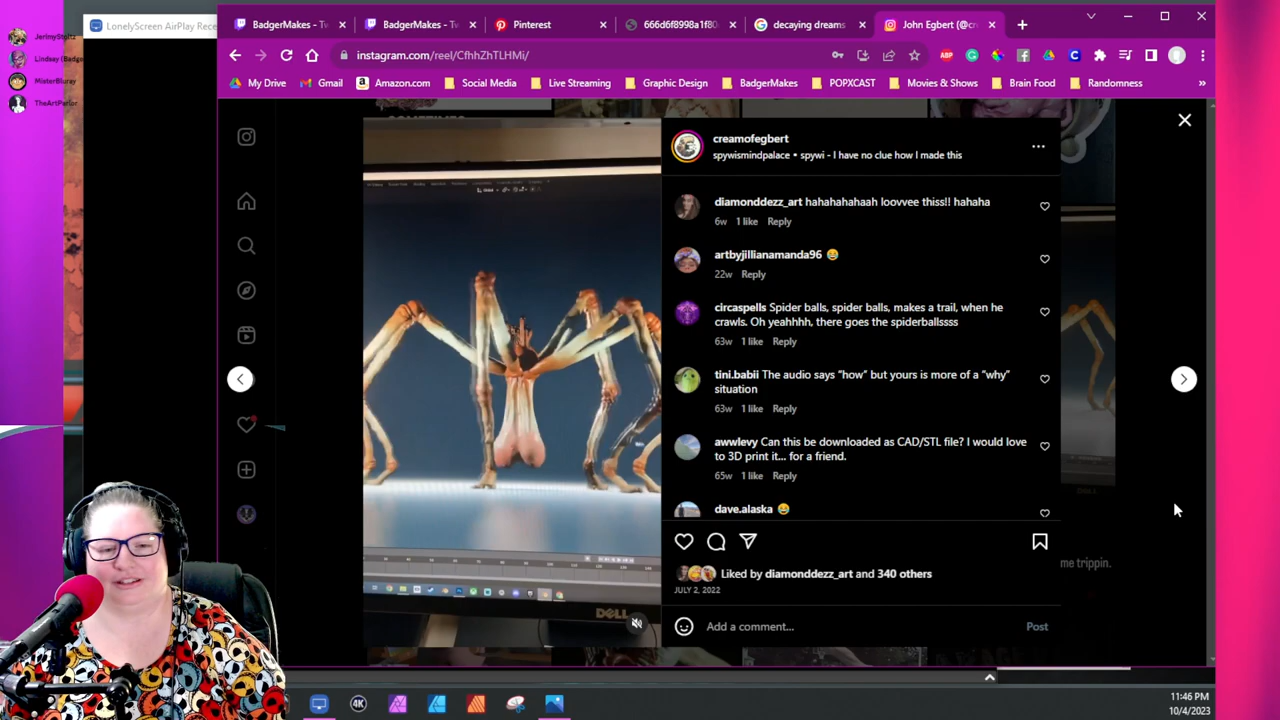 JerimyStoltz
Lindsay (Badge
MisterBluray
TheArtParlor
LonelyScreen AirPlay Rece
BadgerMakes - Tw
BadgerMakes - Tw
Pinterest
666d6f8998a1f80
decaying dreams
John Egbert (@cr
instagram.com/reel/CfhhZhTLHMi/
My Drive
Gmail
Amazon.com
Social Media
Live Streaming
Graphic Design
BadgerMakes
POPXCAST
Movies & Shows
Brain Food
Randomness
creamofegbert
spywismindpalace • spywi - I have no clue how I made this
diamonddezz_art hahahahahaah loovvee thiss!! hahaha
6w 1 like Reply
artbyjillianamanda96 😂
22w Reply
circaspells Spider balls, spider balls, makes a trail, when he
crawls. Oh yeahhhh, there goes the spiderballssss
63w Reply
tini.babii The audio says “how” but yours is more of a “why”
situation
63w 1 like Reply
awwlevy Can this be downloaded as CAD/STL file? I would love
to 3D print it... for a friend.
65w 1 like Reply
dave.alaska 😂
Liked by diamonddezz_art and 340 others
JULY 2, 2022
Add a comment...
Post
me trippin.
DELL
11:46 PM
10/4/2023